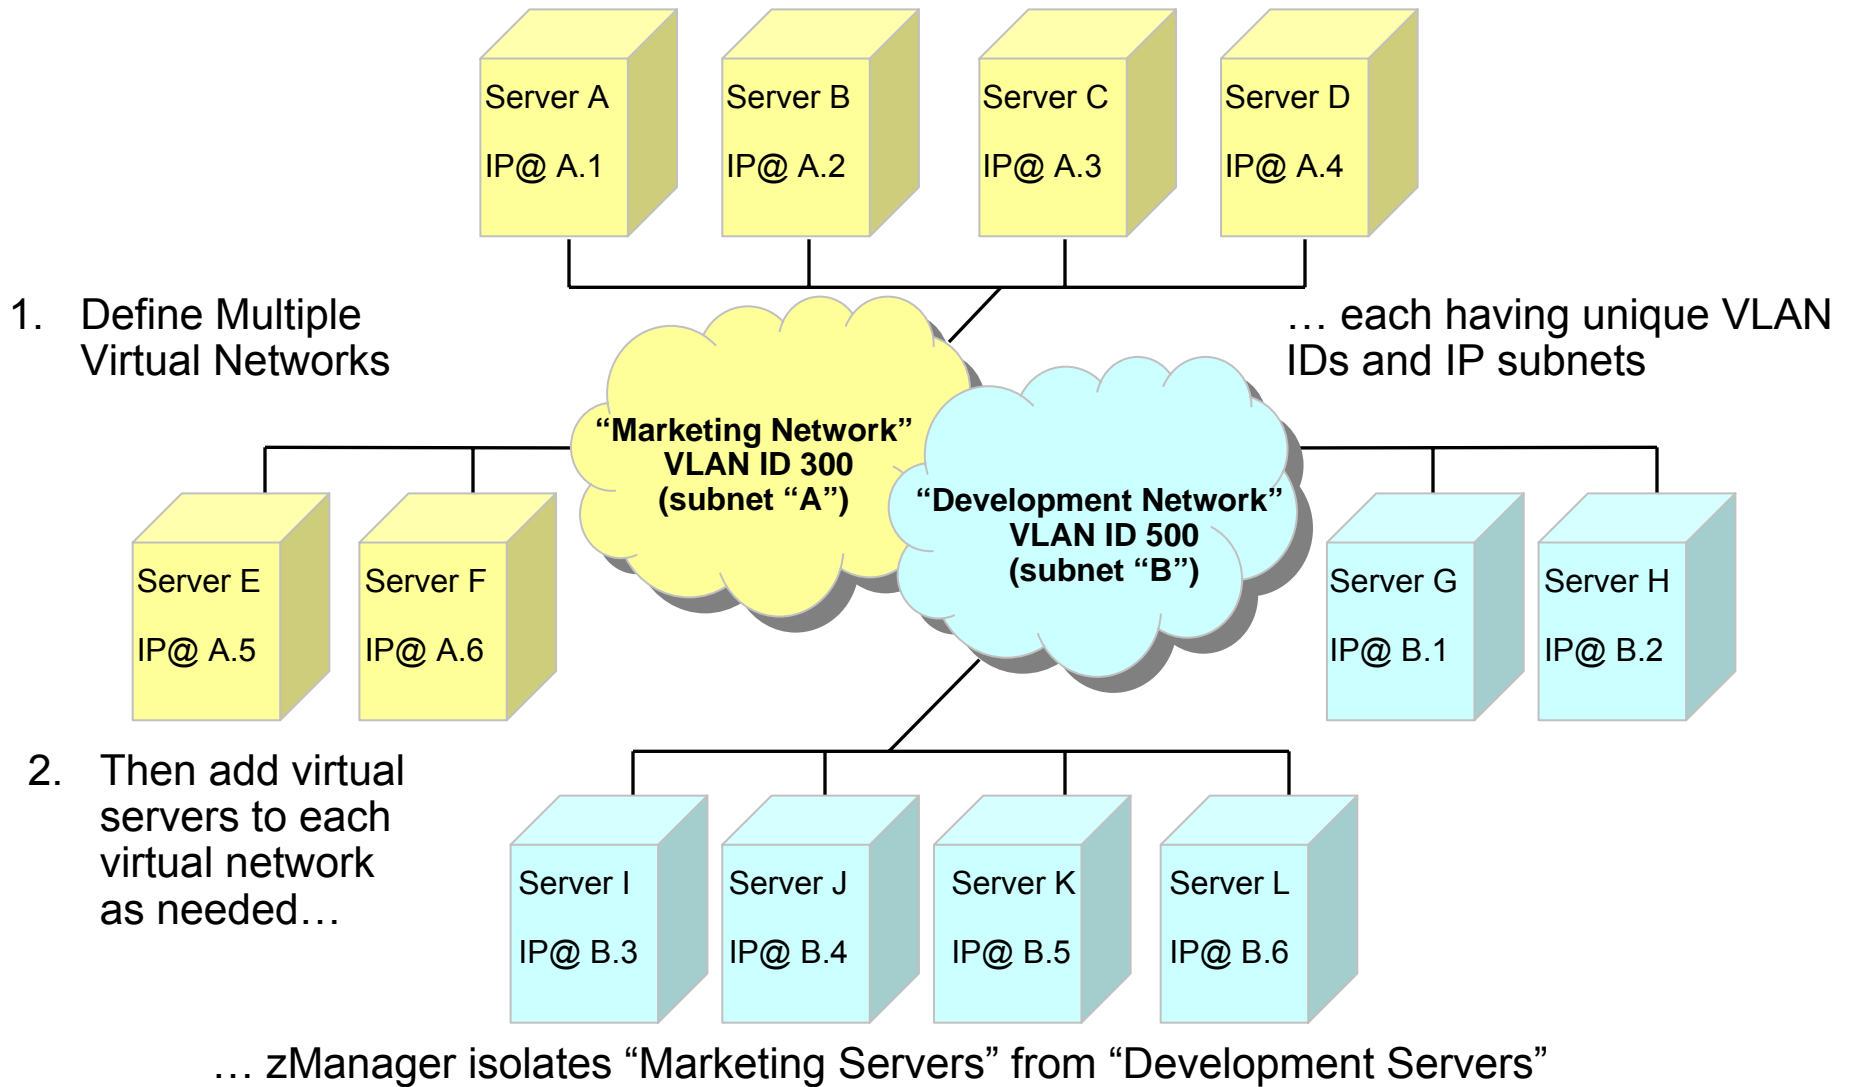 Server A
IP@ A.1
Server B
IP@ A.2
Server C
IP@ A.3
Server D
IP@ A.4
1. Define Multiple
Virtual Networks
… each having unique VLAN
IDs and IP subnets
“Marketing Network”
VLAN ID 300
(subnet “A”)
“Development Network”
VLAN ID 500
(subnet “B”)
Server E
IP@ A.5
Server F
IP@ A.6
Server G
IP@ B.1
Server H
IP@ B.2
2. Then add virtual
servers to each
virtual network
as needed…
Server I
IP@ B.3
Server J
IP@ B.4
Server K
IP@ B.5
Server L
IP@ B.6
… zManager isolates “Marketing Servers” from “Development Servers”